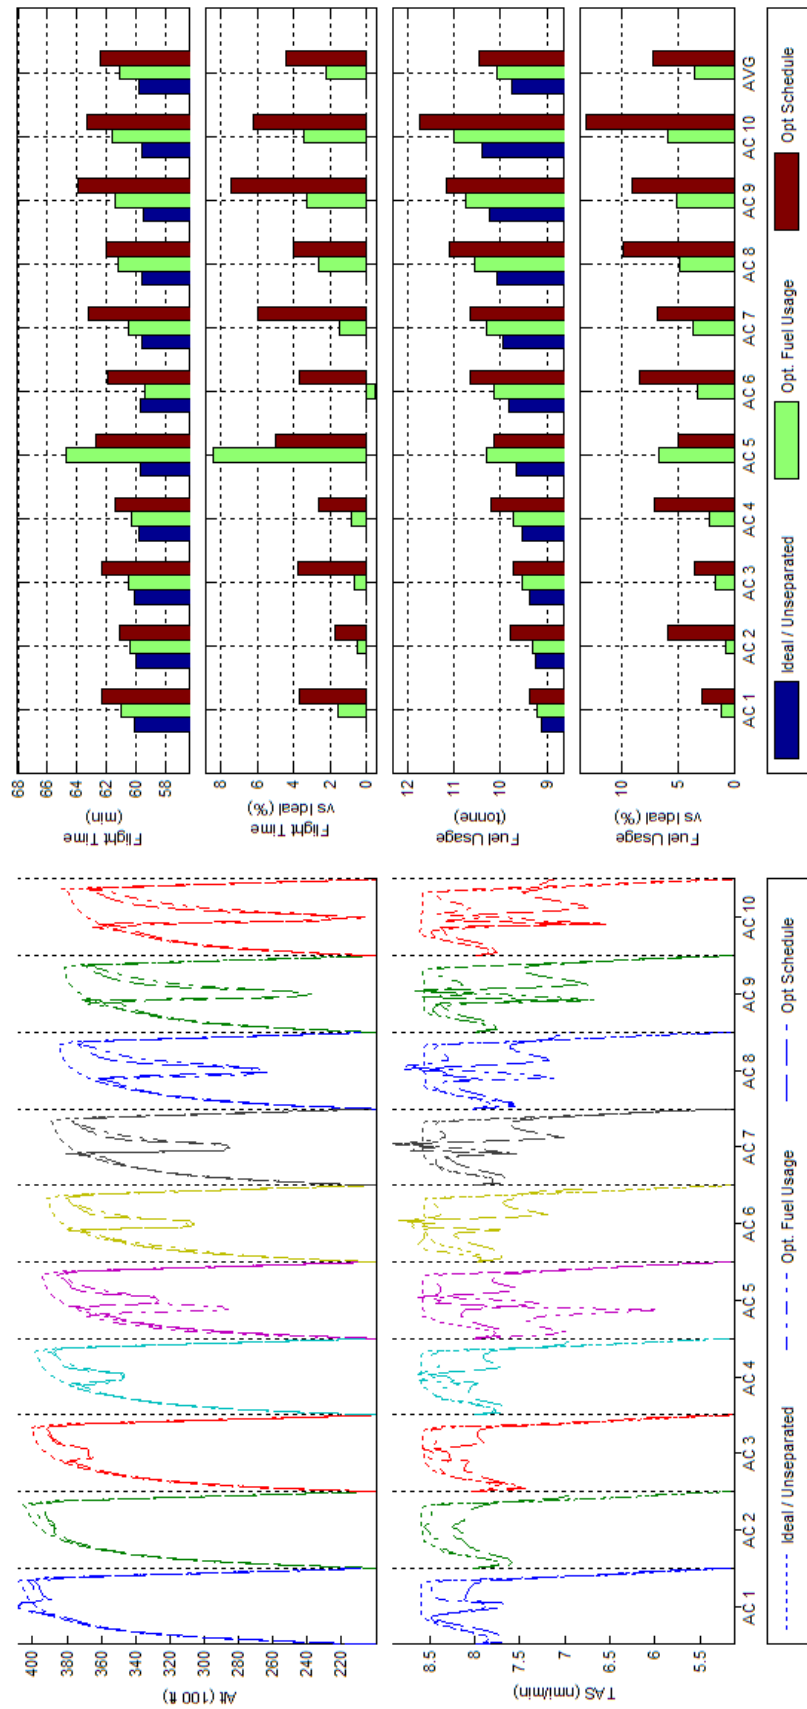 400
380
360
340
320
300
280
260
240
220
Alt (100 ft)
8.5
8
7.5
7
6.5
6
5.5
TAS (nmi/min)
AC 1 AC 2 AC 3 AC 4 AC 5 AC 6 AC 7 AC 8 AC 9 AC 10
Ideal / Unseparated Opt. Fuel Usage Opt Schedule
68
66
64
62
60
58
Flight Time
(min)
8
6
4
2
0
Flight Time
vs Ideal (%)
12
11
10
9
Fuel Usage
(tonne)
10
5
0
Fuel Usage
vs Ideal (%)
AC 1 AC 2 AC 3 AC 4 AC 5 AC 6 AC 7 AC 8 AC 9 AC 10 AVG
Ideal / Unseparated Opt. Fuel Usage Opt Schedule